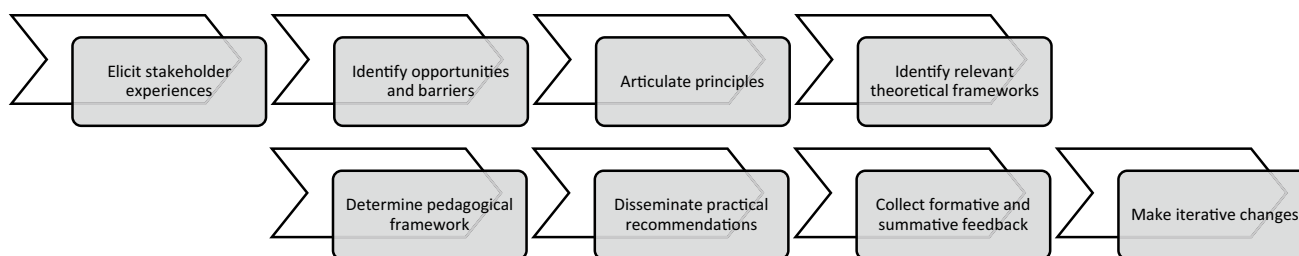 Elicit stakeholder
experiences
Identify opportunities
and barriers
Articulate principles
Identify relevant
theoretical frameworks
Determine pedagogical
framework
Disseminate practical
recommendations
Collect formative and
summative feedback
Make iterative changes